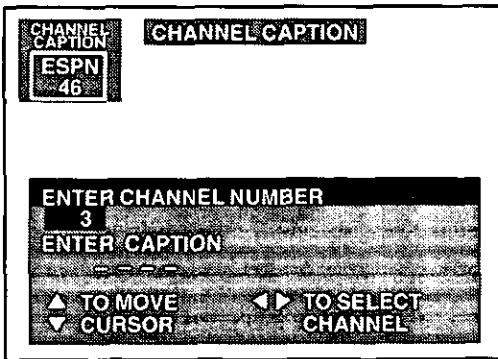 CHANNEL CAPTION
CHANNEL
CAPTION
ESPN
46
ENTER CHANNEL NUMBER
3
ENTER CAPTION
– – – –
△ TO MOVE ◁ ▷ TO SELECT
▽ CURSOR CHANNEL